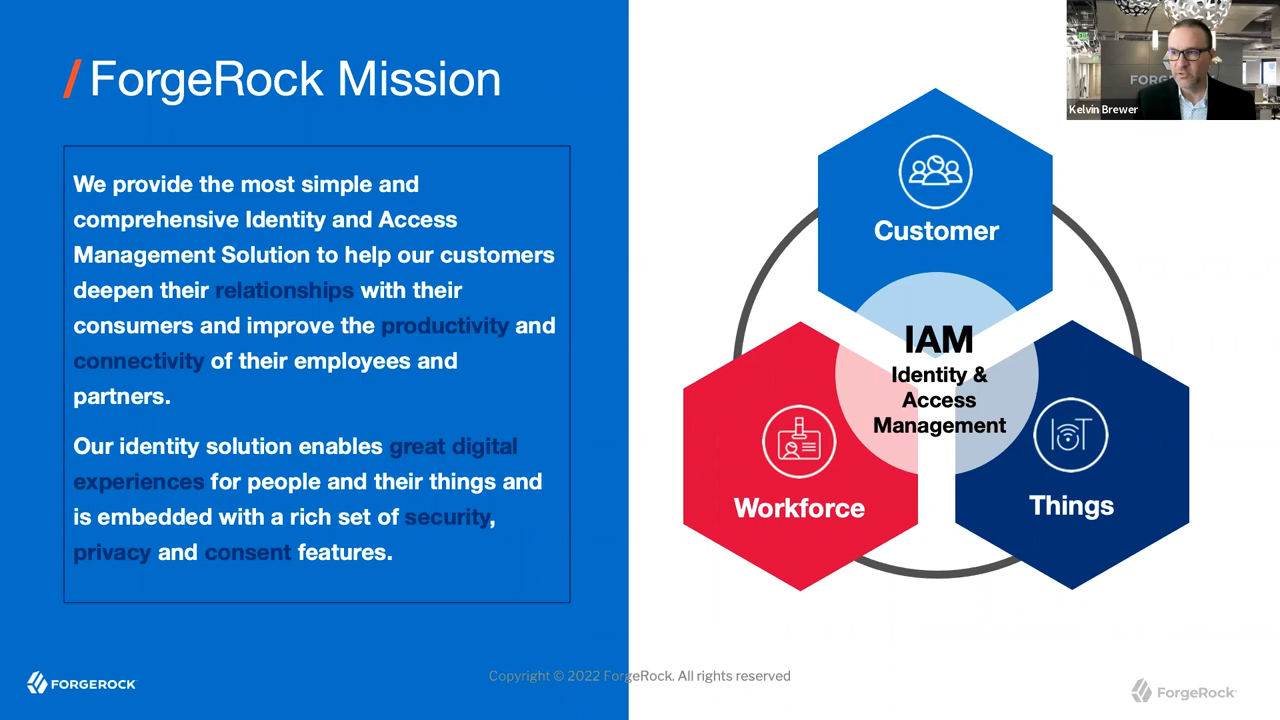 / ForgeRock Mission
We provide the most simple and
comprehensive Identity and Access
Management Solution to help our customers
deepen their relationships with their
consumers and improve the productivity and
connectivity of their employees and
partners.
Our identity solution enables great digital
experiences for people and their things and
is embedded with a rich set of security,
privacy and consent features.
FORGEROCK
Copyright © 2022 ForgeRock. All rights reserved
Customer
IAM
Identity &
Access
Management
Workforce
IoT
Things
Kelvin Brewer
ForgeRock